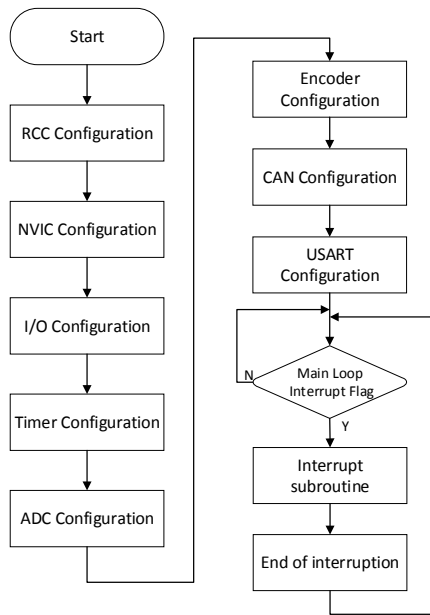 Start
RCC Configuration
NVIC Configuration
I/O Configuration
Timer Configuration
ADC Configuration
Encoder
Configuration
CAN Configuration
USART
Configuration
Main Loop
Interrupt Flag
N
Y
Interrupt
subroutine
End of interruption